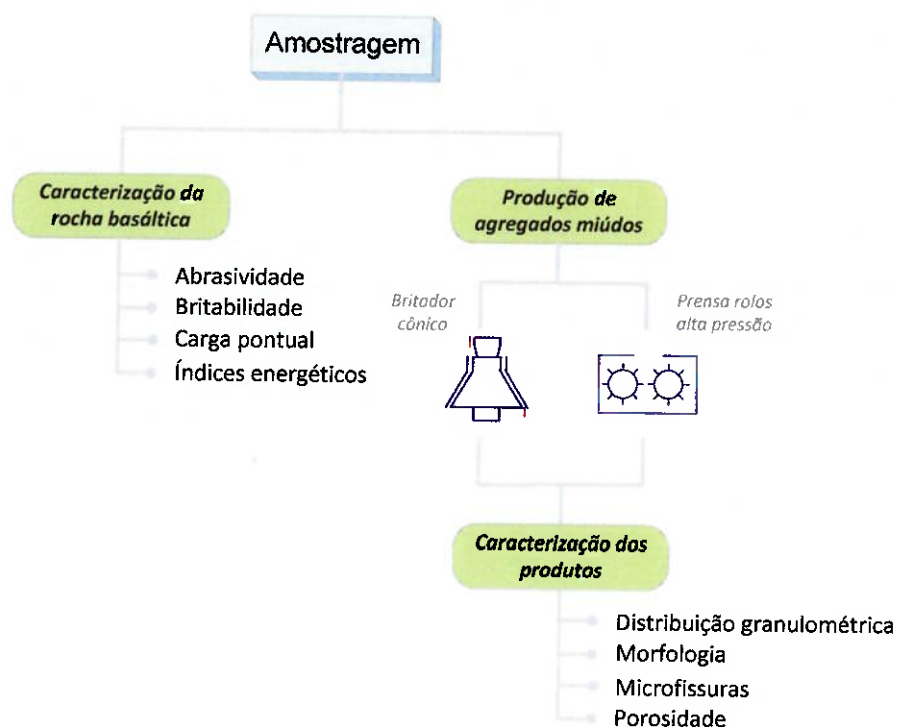 Amostragem
Caracterização da
rocha basáltica
Abrasividade
Britabilidade
Carga pontual
Índices energéticos
Produção de
agregados miúdos
Britador
cônico
Prensa rolos
alta pressão
Caracterização dos
produtos
Distribuição granulométrica
Morfologia
Microfissuras
Porosidade